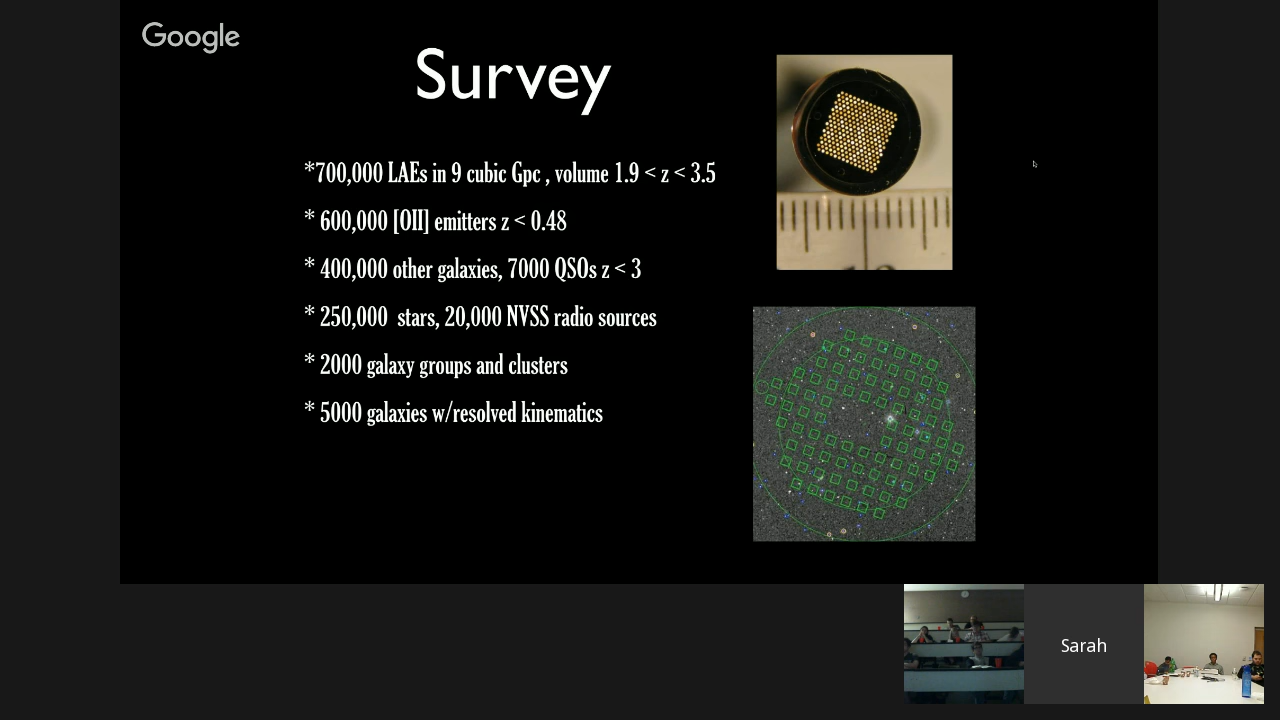 Google
Survey
*700,000 LAEs in 9 cubic Gpc , volume 1.9 < z < 3.5
* 600,000 [OII] emitters z < 0.48
* 400,000 other galaxies, 7000 QSOs z < 3
* 250,000 stars, 20,000 NVSS radio sources
* 2000 galaxy groups and clusters
* 5000 galaxies w/resolved kinematics
Sarah